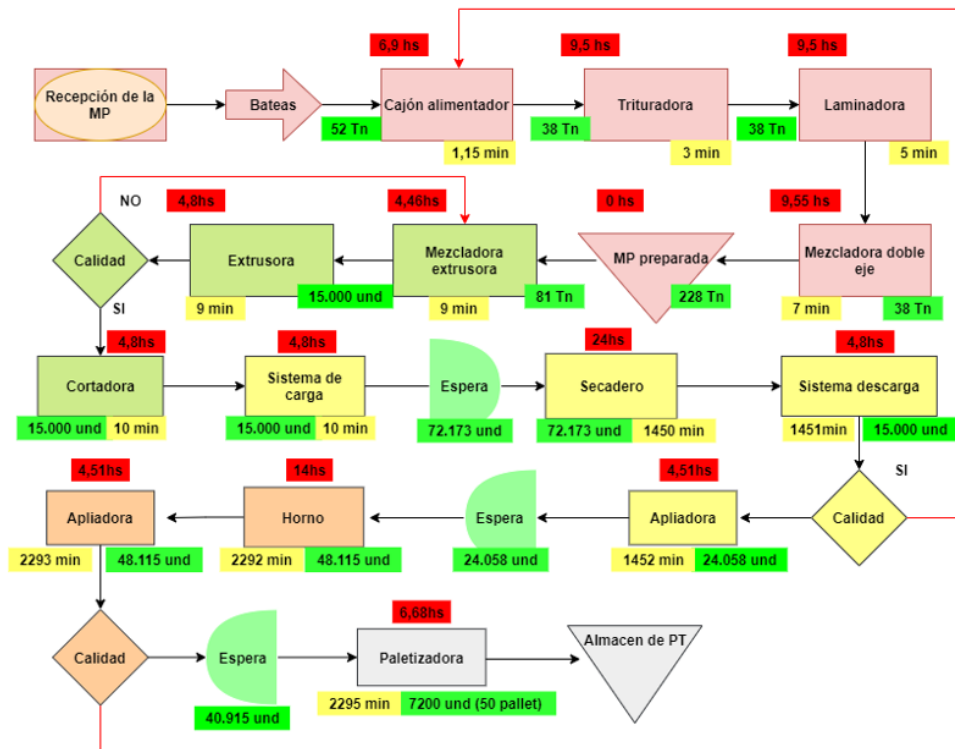 6,9 hs
9,5 hs
9,5 hs
Recepción de la
MP
Bateas
Cajón alimentador
Trituradora
Laminadora
52 Tn
38 Tn
38 Tn
1,15 min
3 min
5 min
NO
4,8hs
4,46hs
0 hs
9,55 hs
Calidad
Extrusora
Mezcladora
extrusora
MP preparada
Mezcladora doble
eje
SI
9 min
15.000 und
9 min
81 Tn
228 Tn
7 min
38 Tn
4,8hs
4,8hs
24hs
4,8hs
Cortadora
Sistema de
carga
Espera
Secadero
Sistema descarga
15.000 und
10 min
15.000 und
10 min
72.173 und
72.173 und
1450 min
1451min
15.000 und
4,51hs
14hs
4,51hs
SI
Apliadora
Horno
Espera
Apliadora
Calidad
2293 min
48.115 und
2292 min
48.115 und
24.058 und
1452 min
24.058 und
6,68hs
Calidad
Espera
Paletizadora
Almacen de PT
40.915 und
2295 min
7200 und (50 pallet)